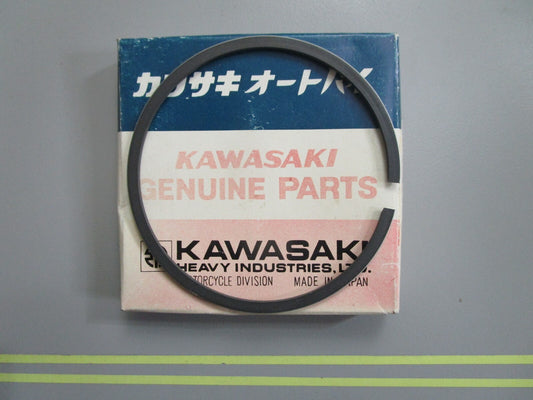 カワサキ オートバイ
KAWASAKI
GENUINE PARTS
KAWASAKI
HEAVY INDUSTRIES, LTD.
MOTORCYCLE DIVISION MADE IN JAPAN